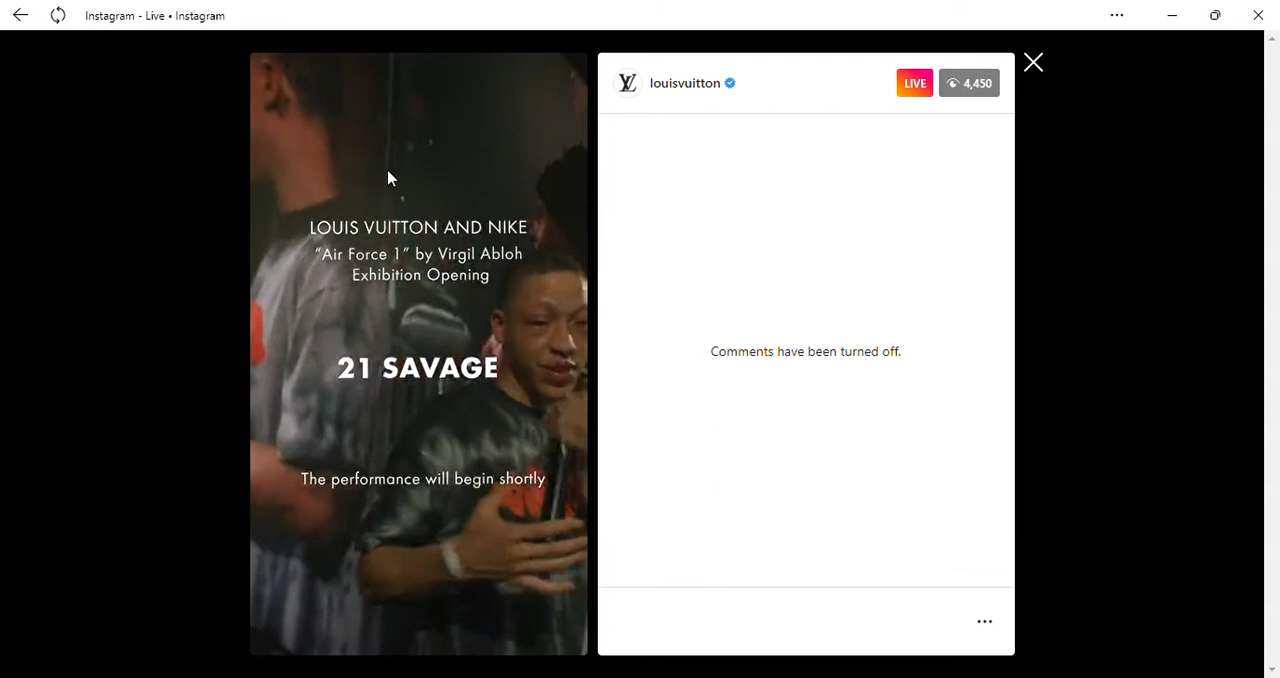 Instagram - Live • Instagram
LOUIS VUITTON AND NIKE
"Air Force 1" by Virgil Abloh
Exhibition Opening
21 SAVAGE
The performance will begin shortly
LV louisvuitton
LIVE 4,450
Comments have been turned off.